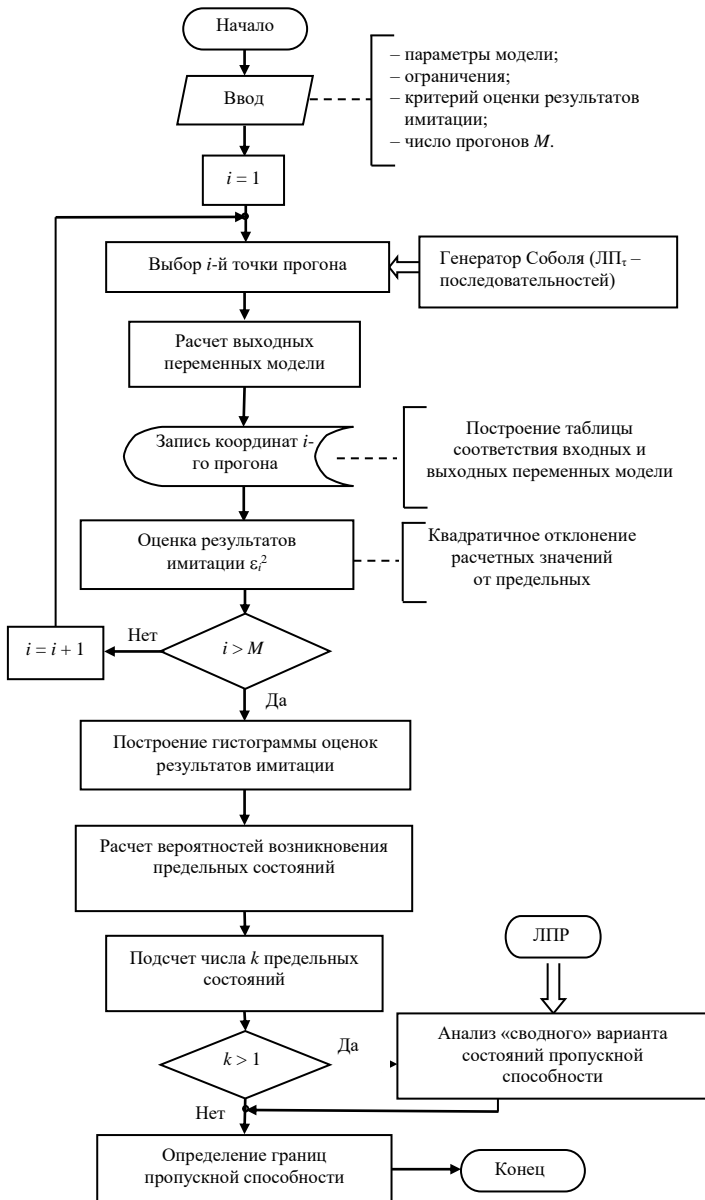 Начало
Ввод
– параметры модели;
– ограничения;
– критерий оценки результатов
имитации;
– число прогонов M.
i = 1
Выбор i-й точки прогона
Генератор Соболя (ЛПτ –
последовательностей)
Расчет выходных
переменных модели
Запись координат i-
го прогона
Построение таблицы
соответствия входных и
выходных переменных модели
Оценка результатов
имитации εi²
Квадратичное отклонение
расчетных значений
от предельных
i = i + 1
Нет
i > M
Да
Построение гистограммы оценок
результатов имитации
Расчет вероятностей возникновения
предельных состояний
ЛПР
Подсчет числа k предельных
состояний
k > 1
Да
Анализ «сводного» варианта
состояний пропускной
способности
Нет
Определение границ
пропускной способности
Конец